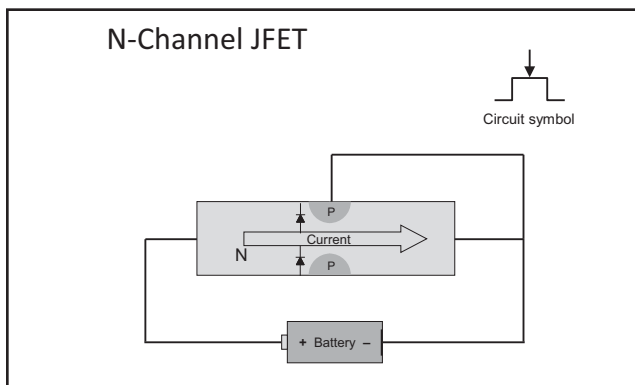 N-Channel JFET
Circuit symbol
P
Current
N
P
+ Battery –